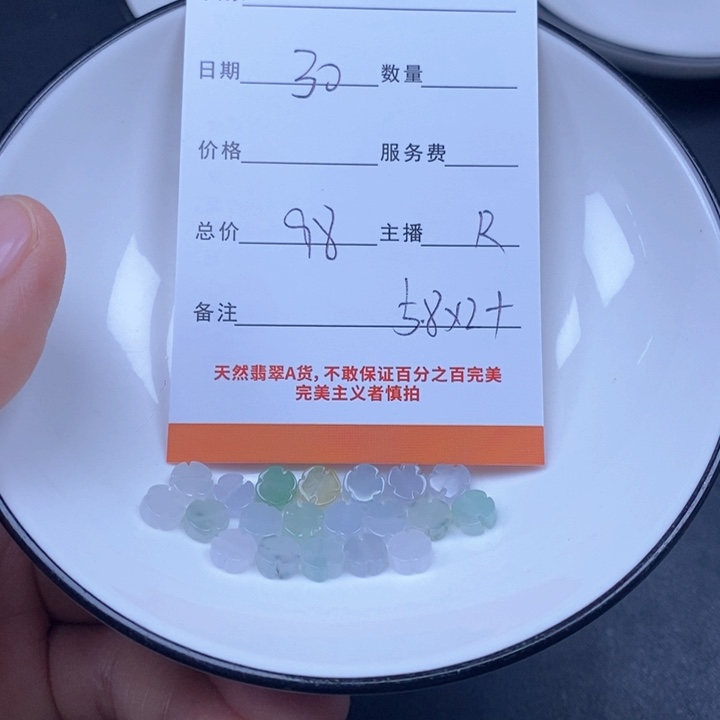 日期 30 数量
价格 服务费
总价 98 主播 R
备注 5.8x2+
天然翡翠A货,不敢保证百分之百完美
完美主义者慎拍